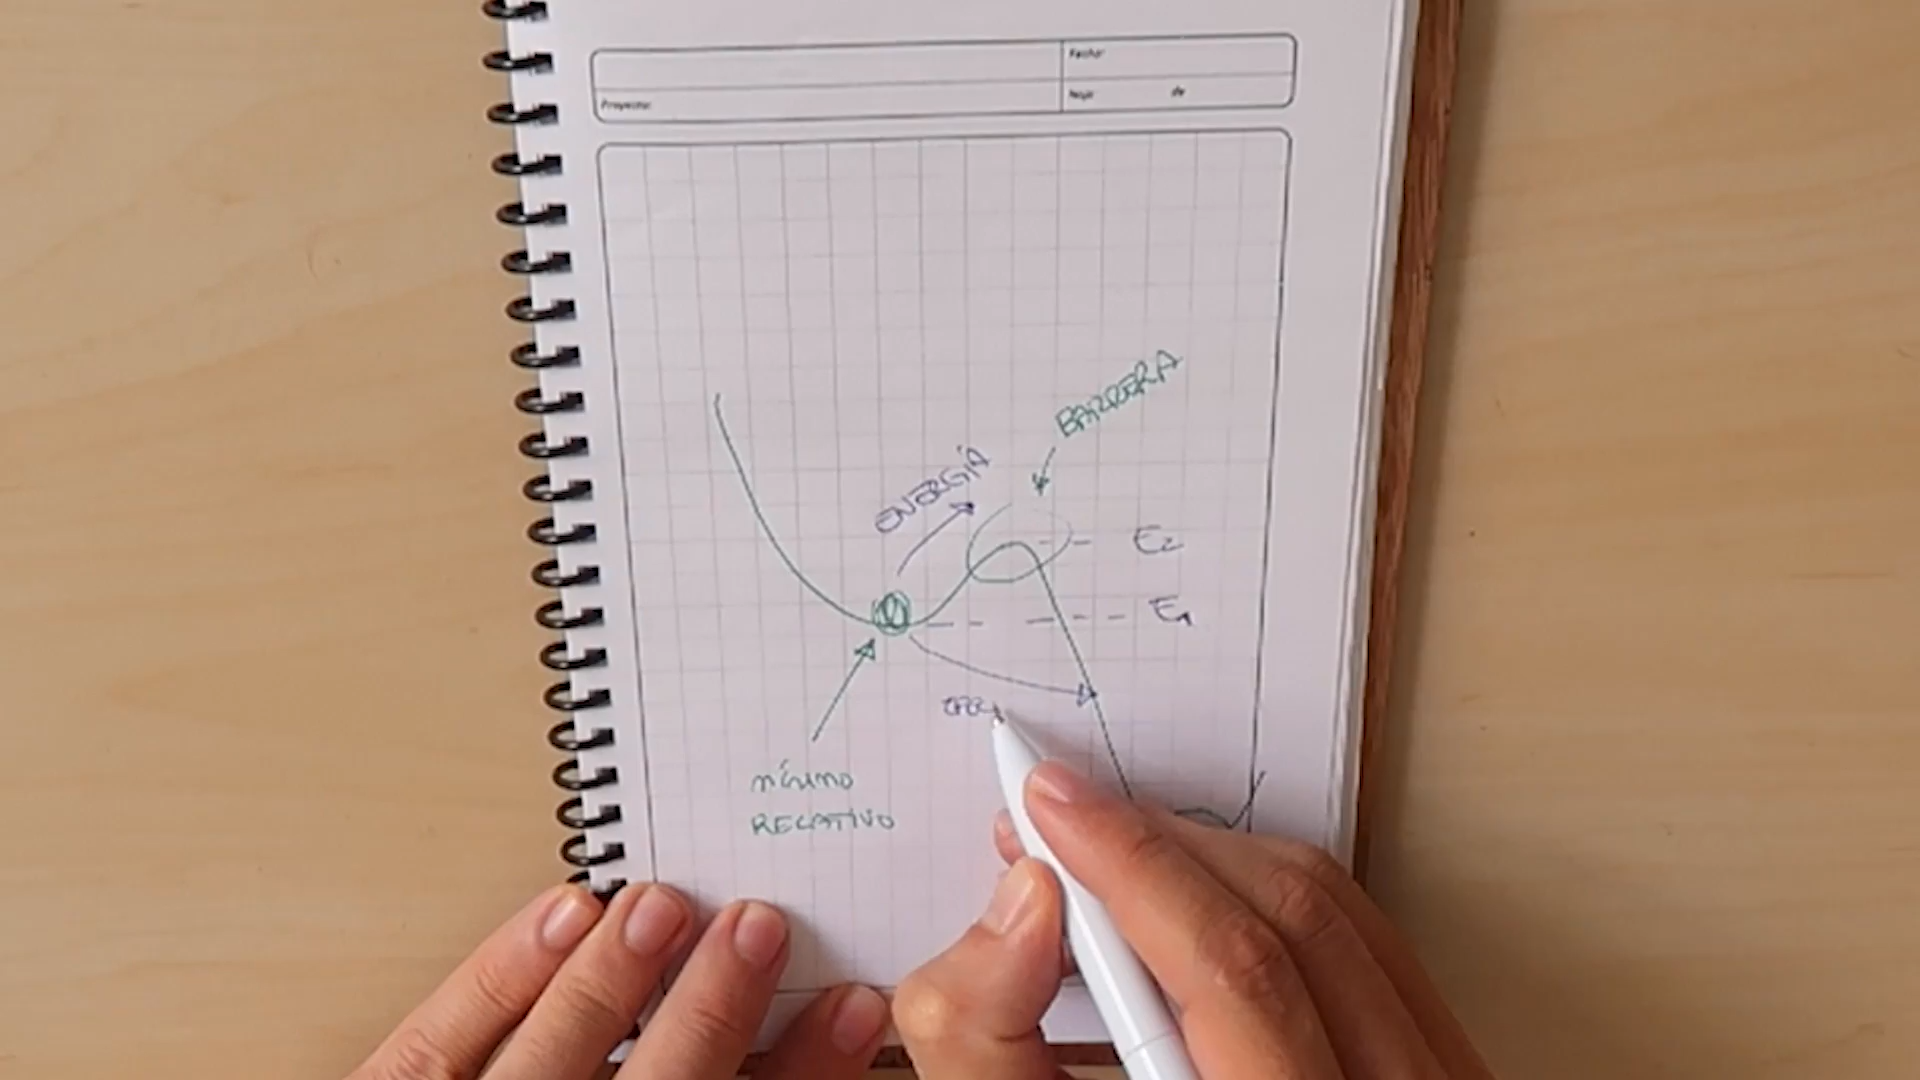 Fecha:
Proyecto:
Hoja de
BARRERA
ENERGÍA
E2
E1
mínimo
RELATIVO